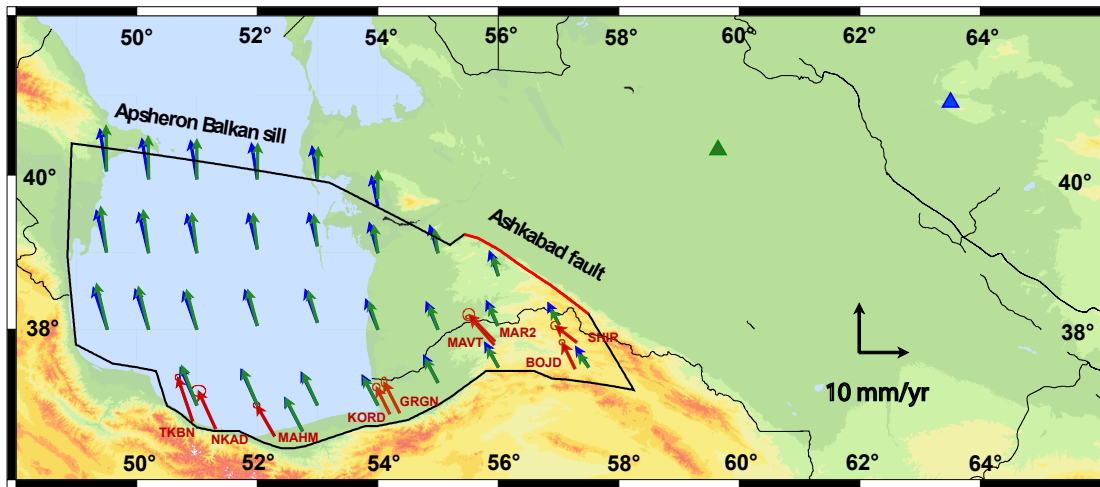 50° 52° 54° 56° 58° 60° 62° 64°
Apsheron Balkan sill
40° 40°
Ashkabad fault
38° 38°
MAR2
SHIR
MAVT
BOJD
10 mm/yr
GRGN
KORD
TKBN
NKAD
MAHM
50° 52° 54° 56° 58° 60° 62° 64°